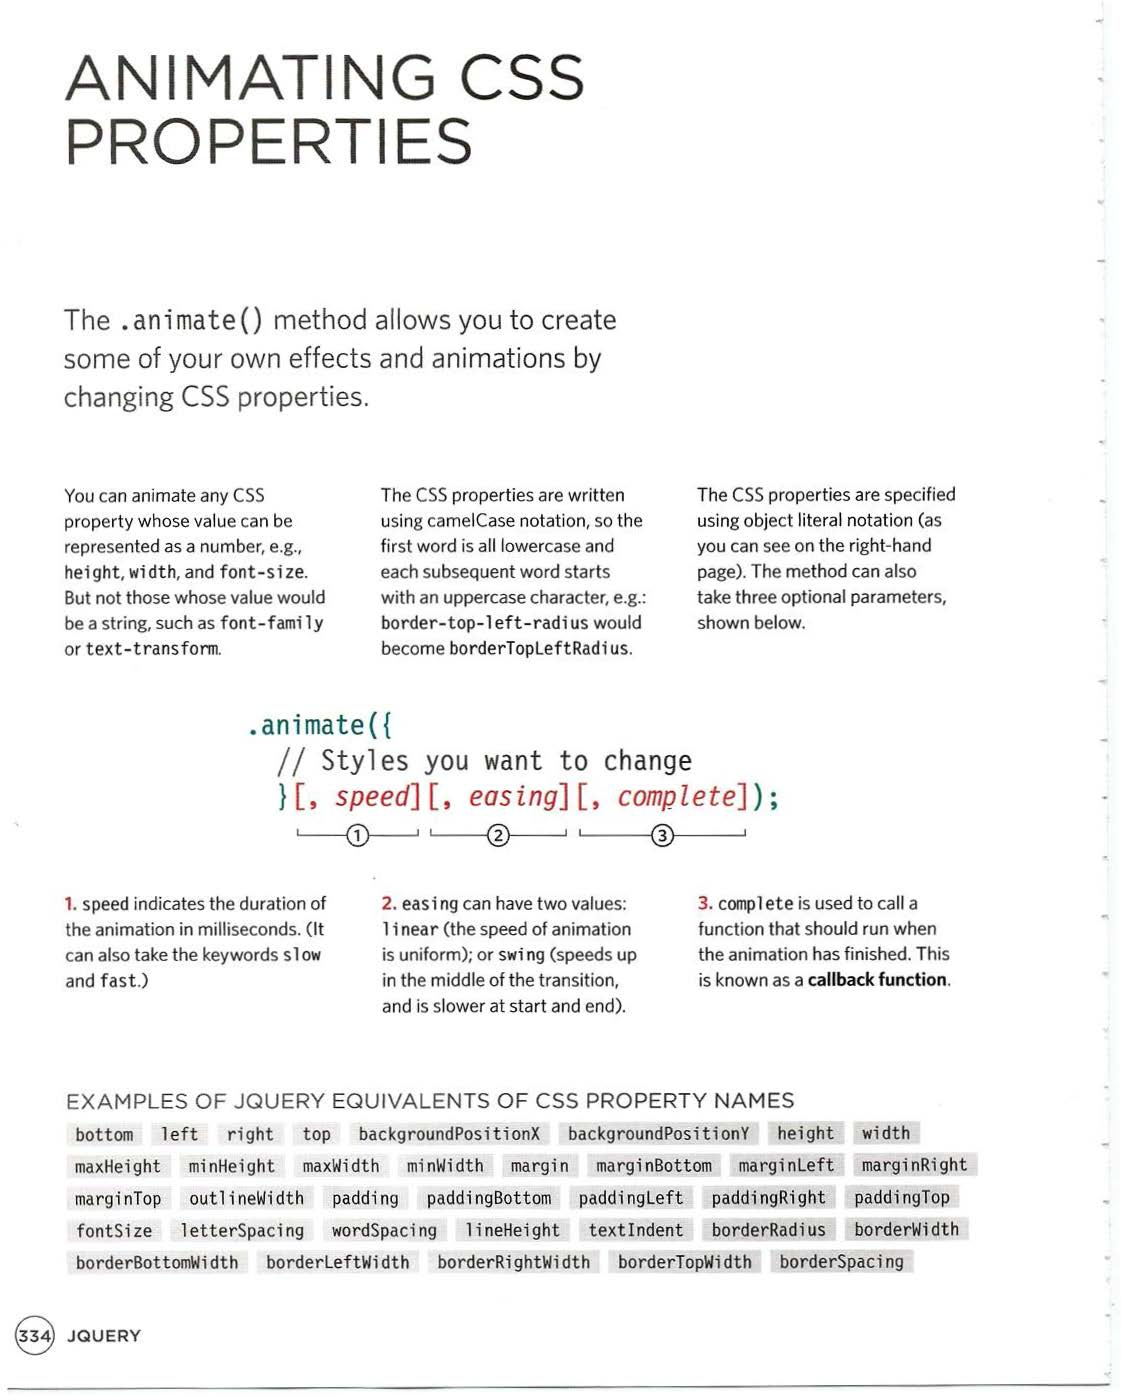 ANIMATING CSS
PROPERTIES
The .animate() method allows you to create
some of your own effects and animations by
changing CSS properties.
You can animate any CSS
property whose value can be
represented as a number, e.g.,
height, width, and font-size.
But not those whose value would
be a string, such as font-family
or text-transform.
The CSS properties are written
using camelCase notation, so the
first word is all lowercase and
each subsequent word starts
with an uppercase character, e.g.:
border-top-left-radius would
become borderTopLeftRadius.
The CSS properties are specified
using object literal notation (as
you can see on the right-hand
page). The method can also
take three optional parameters,
shown below.
.animate({
// Styles you want to change
}[, speed][, easing][, complete]);
1 2 3
1. speed indicates the duration of
the animation in milliseconds. (It
can also take the keywords slow
and fast.)
2. easing can have two values:
linear (the speed of animation
is uniform); or swing (speeds up
in the middle of the transition,
and is slower at start and end).
3. complete is used to call a
function that should run when
the animation has finished. This
is known as a callback function.
EXAMPLES OF JQUERY EQUIVALENTS OF CSS PROPERTY NAMES
bottom left right top backgroundPositionX backgroundPositionY height width
maxHeight minHeight maxWidth minWidth margin marginBottom marginLeft marginRight
marginTop outlineWidth padding paddingBottom paddingLeft paddingRight paddingTop
fontSize letterSpacing wordSpacing lineHeight textIndent borderRadius borderWidth
borderBottomWidth borderLeftWidth borderRightWidth borderTopWidth borderSpacing
334 JQUERY